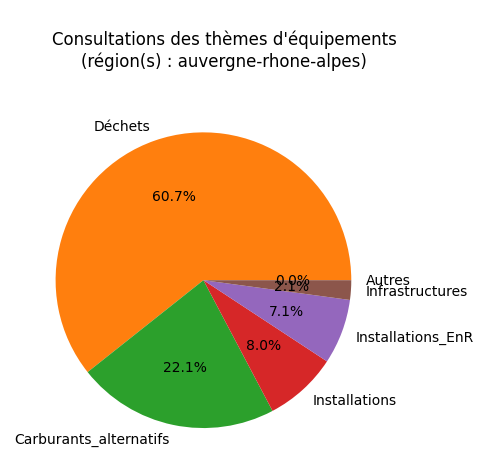 Consultations des thèmes d'équipements
(région(s) : auvergne-rhone-alpes)
Déchets
60.7%
0.0%
Autres
2.1%
Infrastructures
7.1%
Installations_EnR
8.0%
Installations
22.1%
Carburants_alternatifs